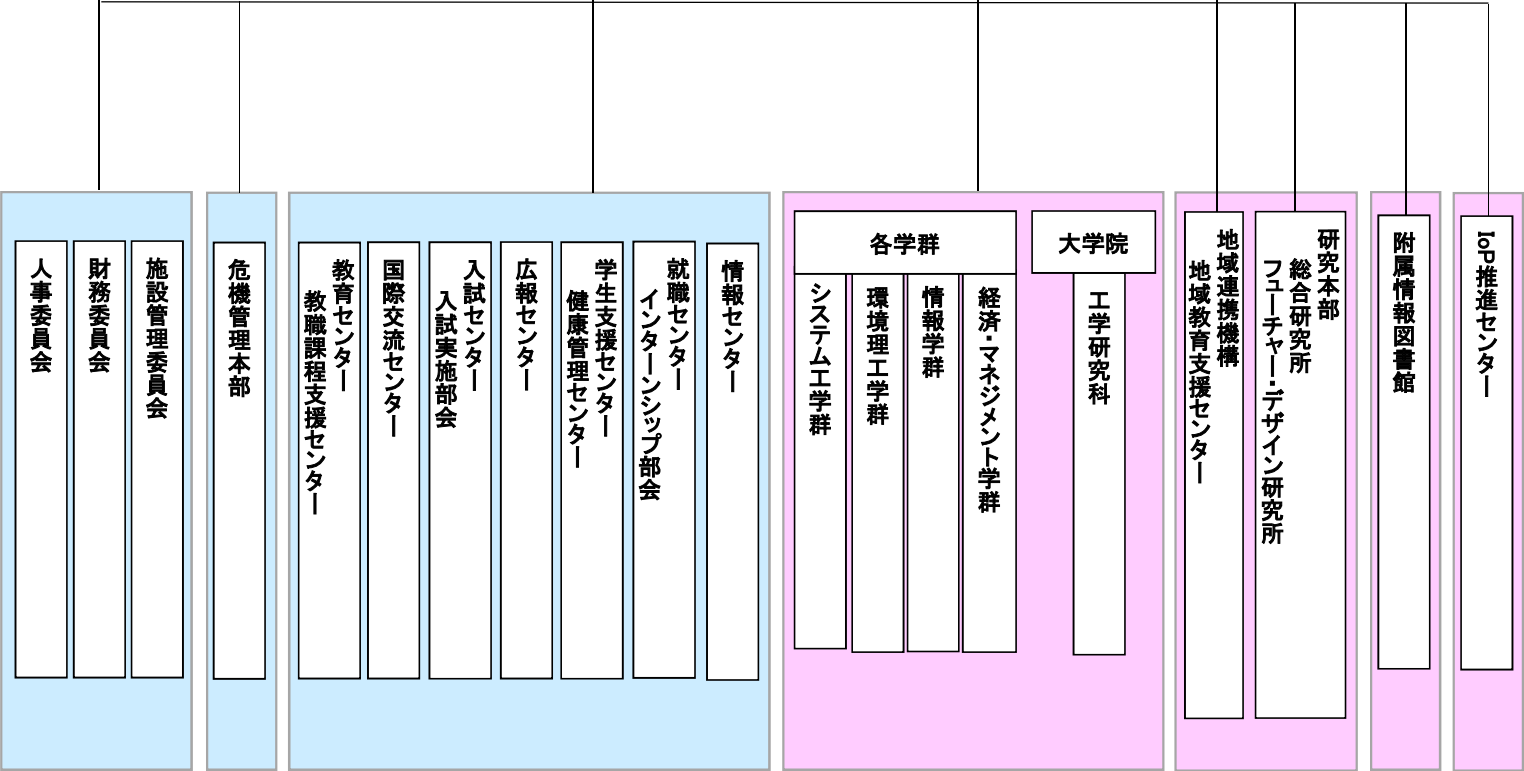 人事委員会
財務委員会
施設管理委員会
危機管理本部
教育センター
教職課程支援センター
国際交流センター
入試センター
入試実施部会
広報センター
学生支援センター
健康管理センター
就職センター
インターンシップ部会
情報センター
各学群
システム工学群
環境理工学群
情報学群
経済・マネジメント学群
大学院
工学研究科
地域連携機構
地域教育支援センター
研究本部
総合研究所
フューチャー・デザイン研究所
附属情報図書館
IoP推進センター